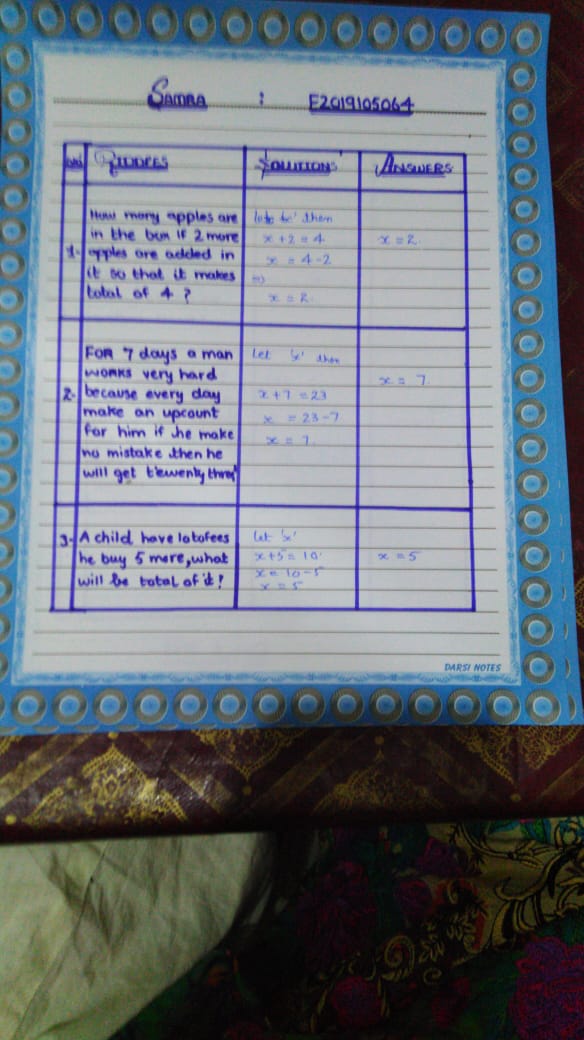 SAMRA : E2019105064
RIDDLES SOLUTIONS ANSWERS
1- How many apples are
in the box if 2 more
apples are added in
it so that it makes
total of 4 ?
let 'x' then
x + 2 = 4
x = 4-2
x = 2.
x = 2.
2- FOR 7 days a man
works very hard
because every day
make an upcount
for him if he make
no mistake then he
will get twenty three
Let 'x' then
x+7 = 23
x = 23-7
x = 7.
x = 7.
3- A child have 10 tofees
he buy 5 more, what
will be total of it?
Let 'x'
x+5 = 10
x = 10-5
x = 5
x = 5
DARSI NOTES